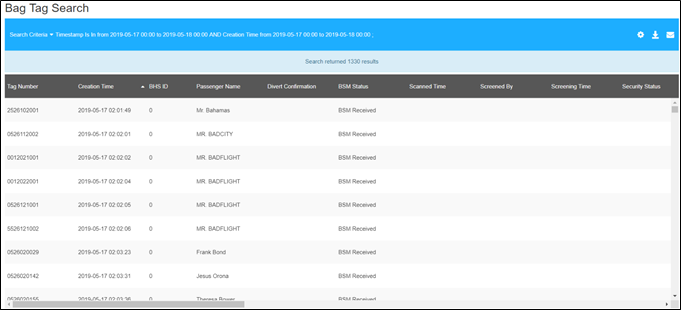 Bag Tag Search
Search Criteria Timestamp Is In from 2019-05-17 00:00 to 2019-05-18 00:00 AND Creation Time from 2019-05-17 00:00 to 2019-05-18 00:00 ,
Search returned 1330 results
Tag Number Creation Time BHS ID Passenger Name Divert Confirmation BSM Status Scanned Time Screened By Screening Time Security Status
2526102001 2019-05-17 02:01:49 0 Mr. Bahamas BSM Received
0526112002 2019-05-17 02:02:01 0 MR. BADCITY BSM Received
0012021001 2019-05-17 02:02:02 0 MR. BADFLIGHT BSM Received
0012022001 2019-05-17 02:02:04 0 MR. BADFLIGHT BSM Received
0526121001 2019-05-17 02:02:05 0 MR. BADFLIGHT BSM Received
5526121002 2019-05-17 02:02:06 0 MR. BADFLIGHT BSM Received
0526020029 2019-05-17 02:03:23 0 Frank Bond BSM Received
0526020142 2019-05-17 02:03:31 0 Jesus Orona BSM Received
0526020155 2019-05-17 02:03:36 0 Theresa Bower BSM Received